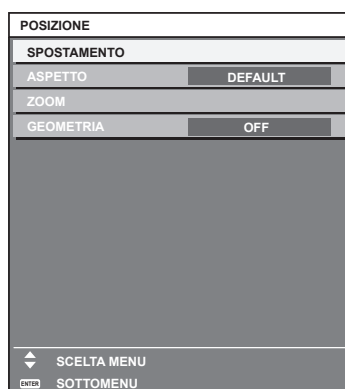 POSIZIONE
SPOSTAMENTO
ASPETTO DEFAULT
ZOOM
GEOMETRIA OFF
SCELTA MENU
ENTER SOTTOMENU